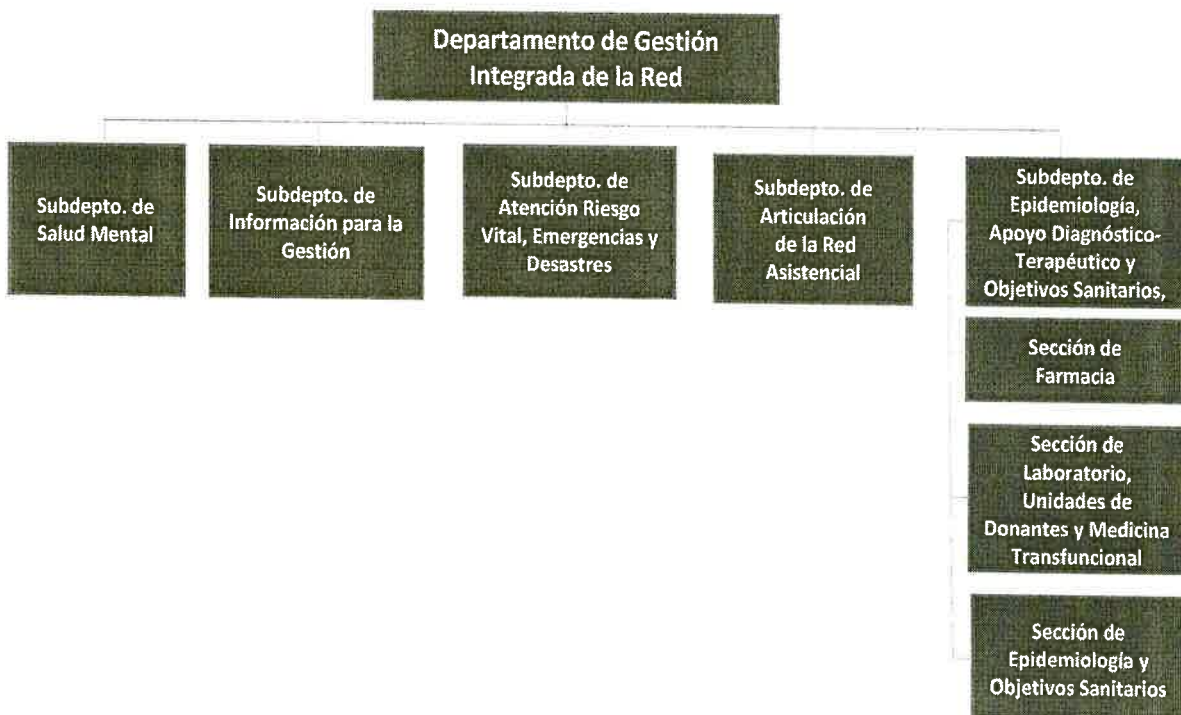 Departamento de Gestión
Integrada de la Red
Subdepto. de
Salud Mental
Subdepto. de
Información para la
Gestión
Subdepto. de
Atención Riesgo
Vital, Emergencias y
Desastres
Subdepto. de
Articulación
de la Red
Asistencial
Subdepto. de
Epidemiología,
Apoyo Diagnóstico-
Terapéutico y
Objetivos Sanitarios,
Sección de
Farmacia
Sección de
Laboratorio,
Unidades de
Donantes y Medicina
Transfuncional
Sección de
Epidemiología y
Objetivos Sanitarios